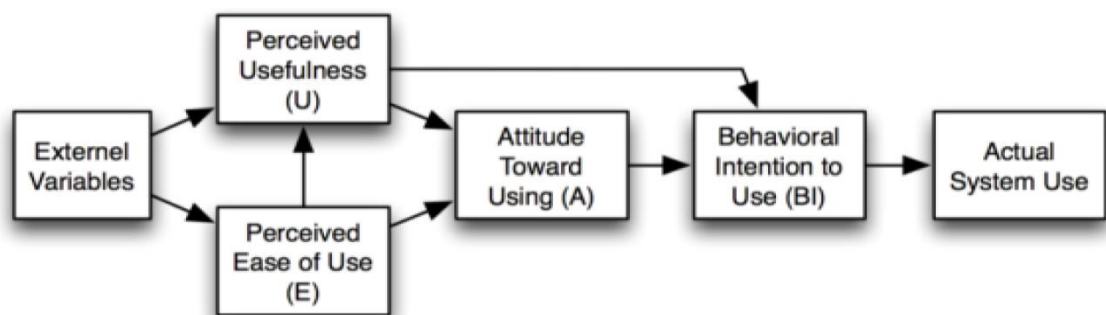 Externel
Variables
Perceived
Usefulness
(U)
Perceived
Ease of Use
(E)
Attitude
Toward
Using (A)
Behavioral
Intention to
Use (BI)
Actual
System Use